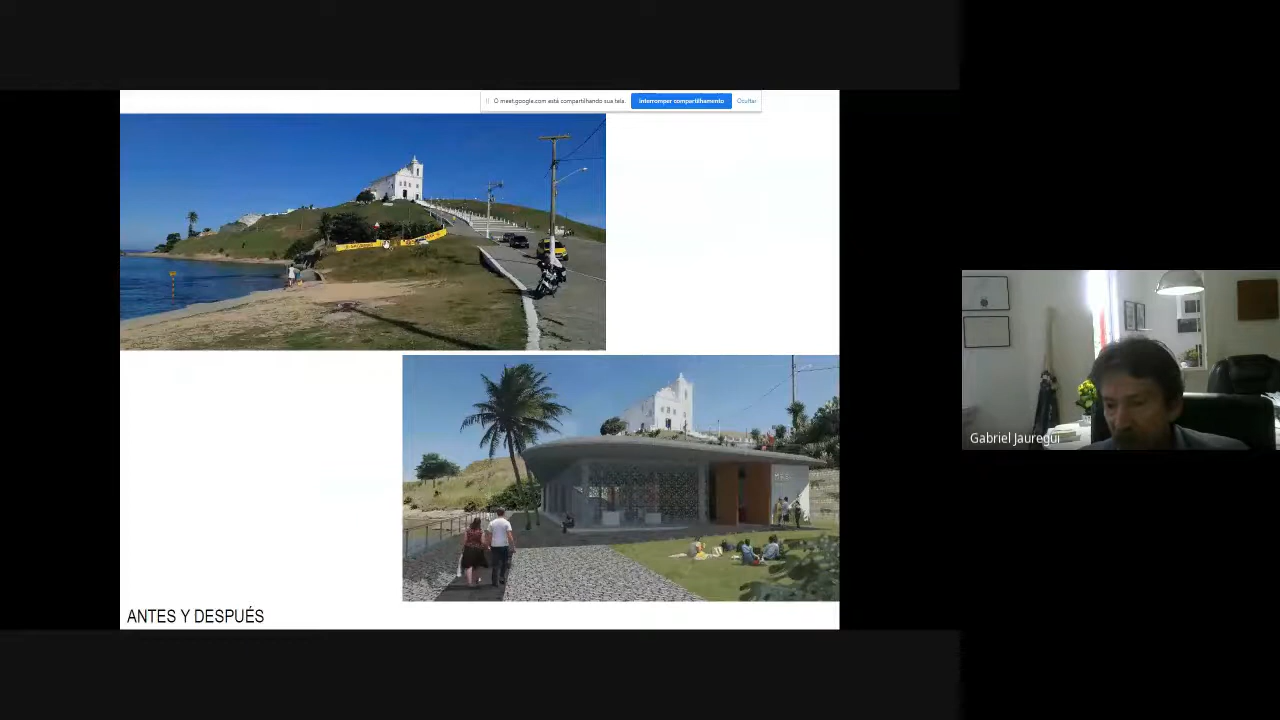 O meet.google.com está compartilhando sua tela.
Interromper compartilhamento
Ocultar
Gabriel Jauregui
ANTES Y DESPUÉS